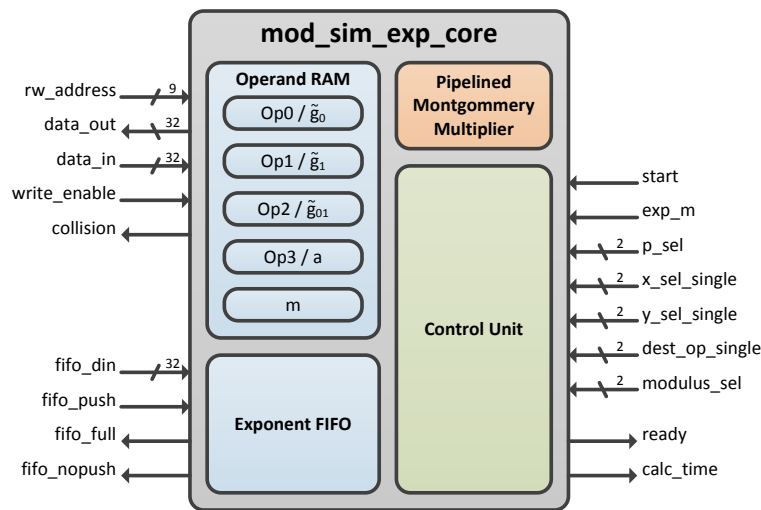 mod_sim_exp_core
rw_address
9
data_out
32
data_in
32
write_enable
collision
fifo_din
32
fifo_push
fifo_full
fifo_nopush
Operand RAM
Op0 / g̃₀
Op1 / g̃₁
Op2 / g̃₀₁
Op3 / a
m
Exponent FIFO
Pipelined
Montgommery
Multiplier
Control Unit
start
exp_m
2
p_sel
2
x_sel_single
2
y_sel_single
2
dest_op_single
2
modulus_sel
ready
calc_time